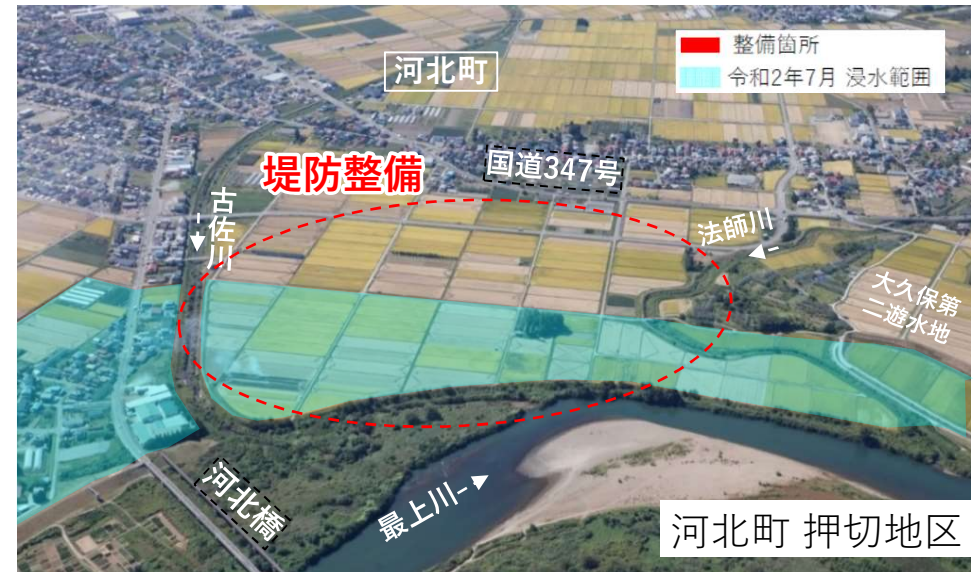 整備箇所
令和2年7月 浸水範囲
河北町
堤防整備
国道347号
古佐川
法師川
大久保第
二遊水地
河北橋
最上川
河北町 押切地区